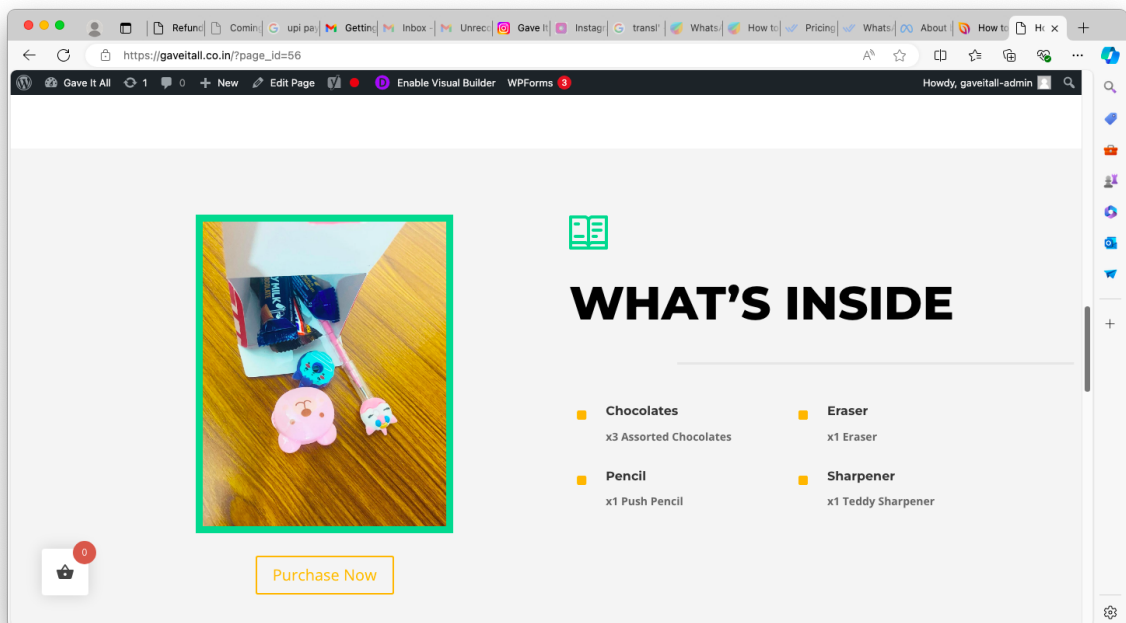 Refund
Coming
upi pay
Getting
Inbox -
Unreco
Gave It
Instagr
transl'
Whats
How to
Pricing
Whats
About
How to
Ho
https://gaveitall.co.in/?page_id=56
Gave It All
1
0
New
Edit Page
Enable Visual Builder
WPForms 3
Howdy, gaveitall-admin
WHAT’S INSIDE
Chocolates
x3 Assorted Chocolates
Eraser
x1 Eraser
Pencil
x1 Push Pencil
Sharpener
x1 Teddy Sharpener
0
Purchase Now